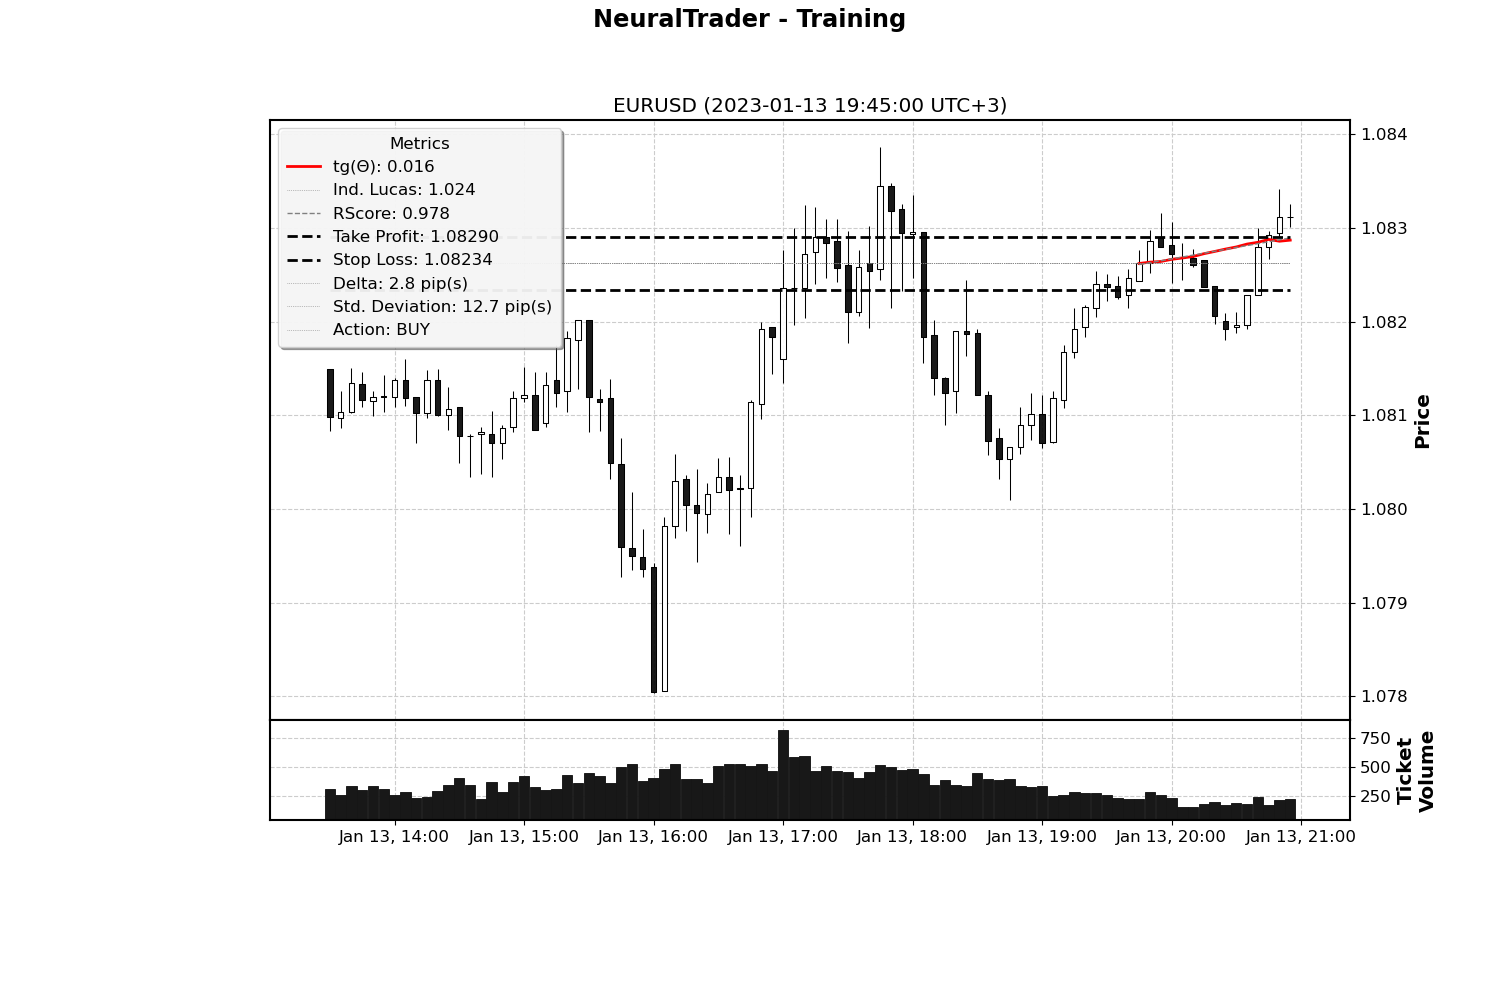 NeuralTrader - Training
EURUSD (2023-01-13 19:45:00 UTC+3)
Metrics
tg(Θ): 0.016
Ind. Lucas: 1.024
RScore: 0.978
Take Profit: 1.08290
Stop Loss: 1.08234
Delta: 2.8 pip(s)
Std. Deviation: 12.7 pip(s)
Action: BUY
1.084
1.083
1.082
1.081
1.080
1.079
1.078
Price
750
500
250
Ticket
Volume
Jan 13, 14:00
Jan 13, 15:00
Jan 13, 16:00
Jan 13, 17:00
Jan 13, 18:00
Jan 13, 19:00
Jan 13, 20:00
Jan 13, 21:00